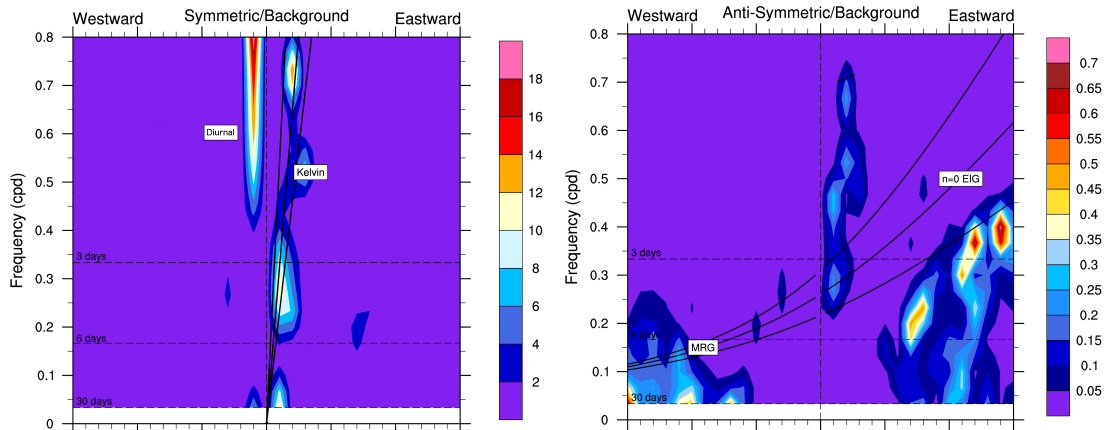 Westward Symmetric/Background Eastward
0.8
0.7
0.6
0.5
0.4
0.3
0.2
0.1
0
Frequency (cpd)
Diurnal
Kelvin
3 days
6 days
30 days
18
16
14
12
10
8
6
4
2
Westward Anti-Symmetric/Background Eastward
0.8
0.7
0.6
0.5
0.4
0.3
0.2
0.1
0
Frequency (cpd)
n=0 EIG
3 days
6 days
MRG
30 days
0.7
0.65
0.6
0.55
0.5
0.45
0.4
0.35
0.3
0.25
0.2
0.15
0.1
0.05